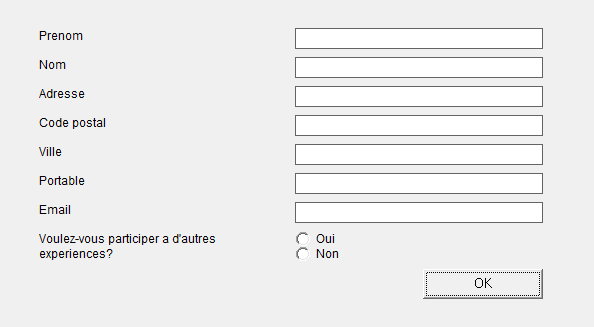 Prenom
Nom
Adresse
Code postal
Ville
Portable
Email
Voulez-vous participer a d'autres
experiences?
Oui
Non
OK